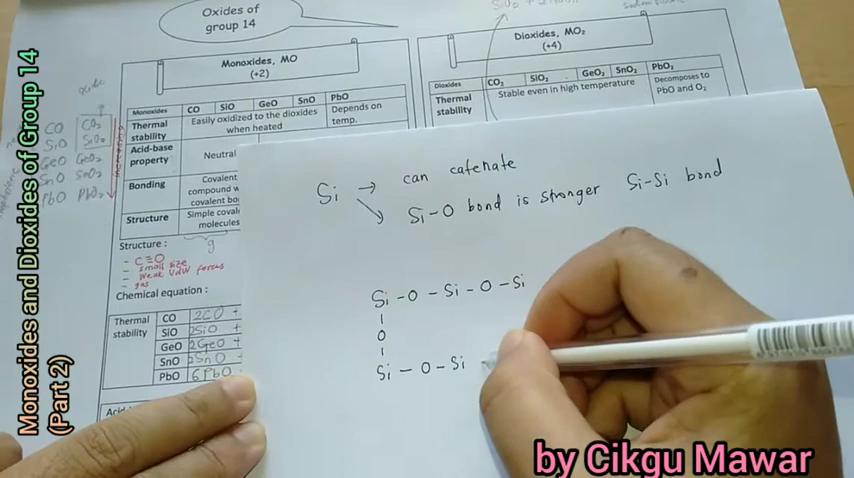 Monoxides and Dioxides of Group 14
(Part 2)
Oxides of
group 14
Monoxides, MO
(+2)
Monoxides CO SiO GeO SnO PbO
Thermal stability Easily oxidized to the dioxides when heated Depends on temp.
Acid-base property Neutral
Bonding Covalent compound
Structure Simple molecules
Structure :
- C≡O
- small size
- weak VdW forces
- gas
Chemical equation :
Thermal stability
CO 2CO +
SiO 2SiO +
GeO 2GeO +
SnO 2SnO +
PbO 6PbO
CO CO₂
SiO SiO₂
GeO GeO₂
SnO SnO₂
PbO PbO₂
Dioxides, MO₂
(+4)
Dioxides CO₂ SiO₂ GeO₂ SnO₂ PbO₂
Thermal stability Stable even in high temperature Decomposes to PbO and O₂
Si → can catenate
↘ Si-O bond is stronger Si-Si bond
Si - O - Si - O - Si
|
O
|
Si - O - Si
by Cikgu Mawar